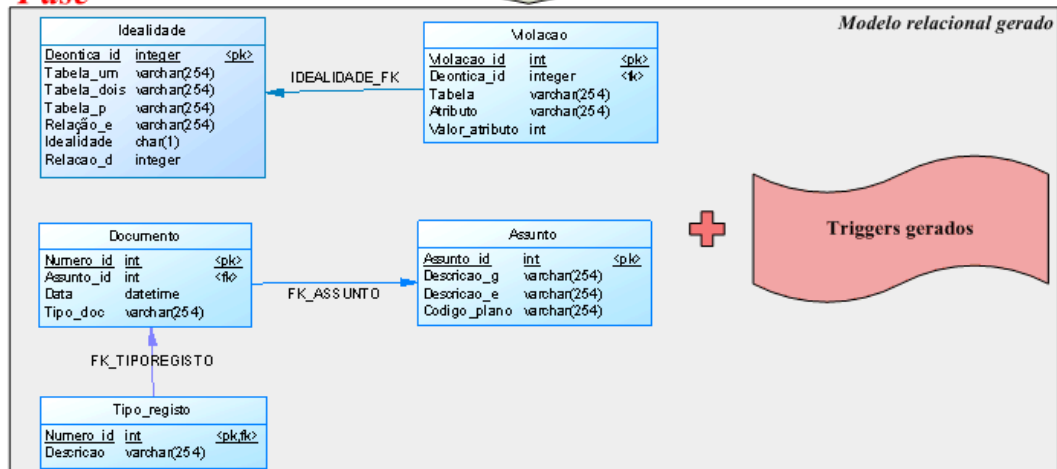 Fase
Modelo relacional gerado
Idealidade
Deontica_id integer <pk>
Tabela_um varchar(254)
Tabela_dois varchar(254)
Tabela_p varchar(254)
Relação_e varchar(254)
Idealidade char(1)
Relacao_d integer
IDEALIDADE_FK
Violacao
Violacao_id int <pk>
Deontica_id integer <fk>
Tabela varchar(254)
Atributo varchar(254)
Valor_atributo int
Documento
Numero_id int <pk>
Assunto_id int <fk>
Data datetime
Tipo_doc varchar(254)
FK_ASSUNTO
Assunto
Assunto_id int <pk>
Descricao_g varchar(254)
Descricao_e varchar(254)
Codigo_plano varchar(254)
Triggers gerados
FK_TIPOREGISTO
Tipo_registo
Numero_id int <pk,fk>
Descricao varchar(254)